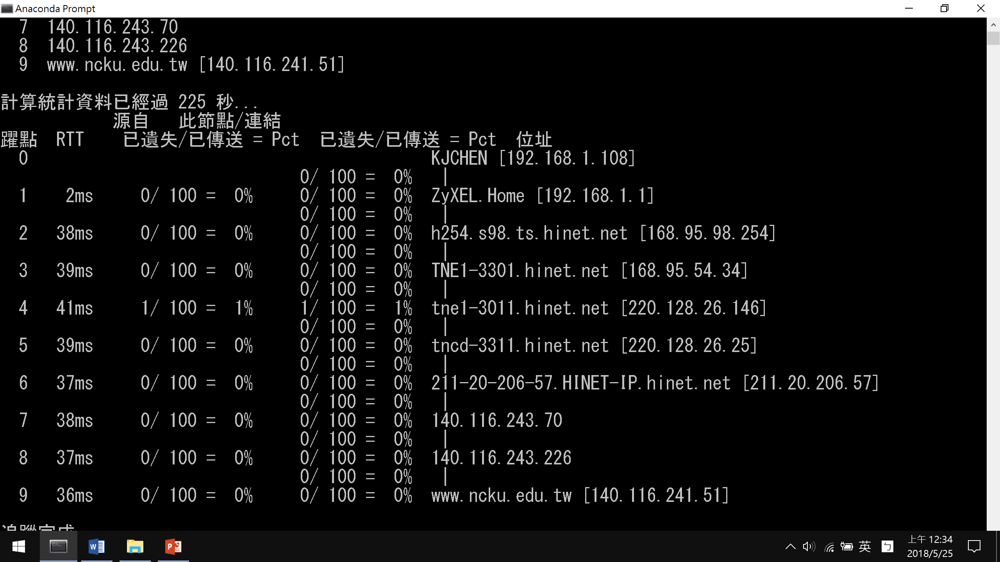 Anaconda Prompt
7 140.116.243.70
8 140.116.243.226
9 www.ncku.edu.tw [140.116.241.51]
計算統計資料已經過 225 秒...
源自 此節點/連結
躍點 RTT 已遺失/已傳送 = Pct 已遺失/已傳送 = Pct 位址
0 KJCHEN [192.168.1.108]
0/ 100 = 0% |
1 2ms 0/ 100 = 0% 0/ 100 = 0% ZyXEL.Home [192.168.1.1]
0/ 100 = 0% |
2 38ms 0/ 100 = 0% 0/ 100 = 0% h254.s98.ts.hinet.net [168.95.98.254]
0/ 100 = 0% |
3 39ms 0/ 100 = 0% 0/ 100 = 0% TNE1-3301.hinet.net [168.95.54.34]
0/ 100 = 0% |
4 41ms 1/ 100 = 1% 1/ 100 = 1% tne1-3011.hinet.net [220.128.26.146]
0/ 100 = 0% |
5 39ms 0/ 100 = 0% 0/ 100 = 0% tncd-3311.hinet.net [220.128.26.25]
0/ 100 = 0% |
6 37ms 0/ 100 = 0% 0/ 100 = 0% 211-20-206-57.HINET-IP.hinet.net [211.20.206.57]
0/ 100 = 0% |
7 38ms 0/ 100 = 0% 0/ 100 = 0% 140.116.243.70
0/ 100 = 0% |
8 37ms 0/ 100 = 0% 0/ 100 = 0% 140.116.243.226
0/ 100 = 0% |
9 36ms 0/ 100 = 0% 0/ 100 = 0% www.ncku.edu.tw [140.116.241.51]
追蹤完成
英 ㄅ 上午 12:34
2018/5/25